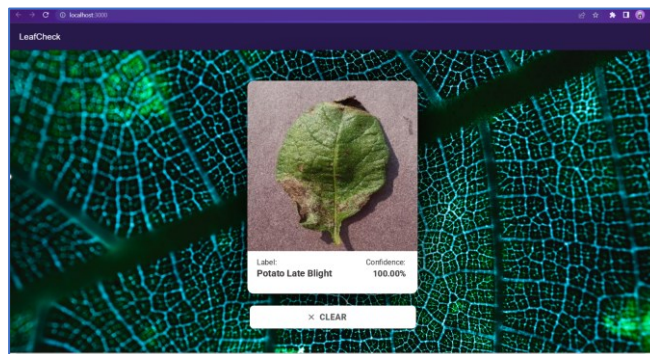 localhost:3000
LeafCheck
Label: Confidence:
Potato Late Blight 100.00%
× CLEAR